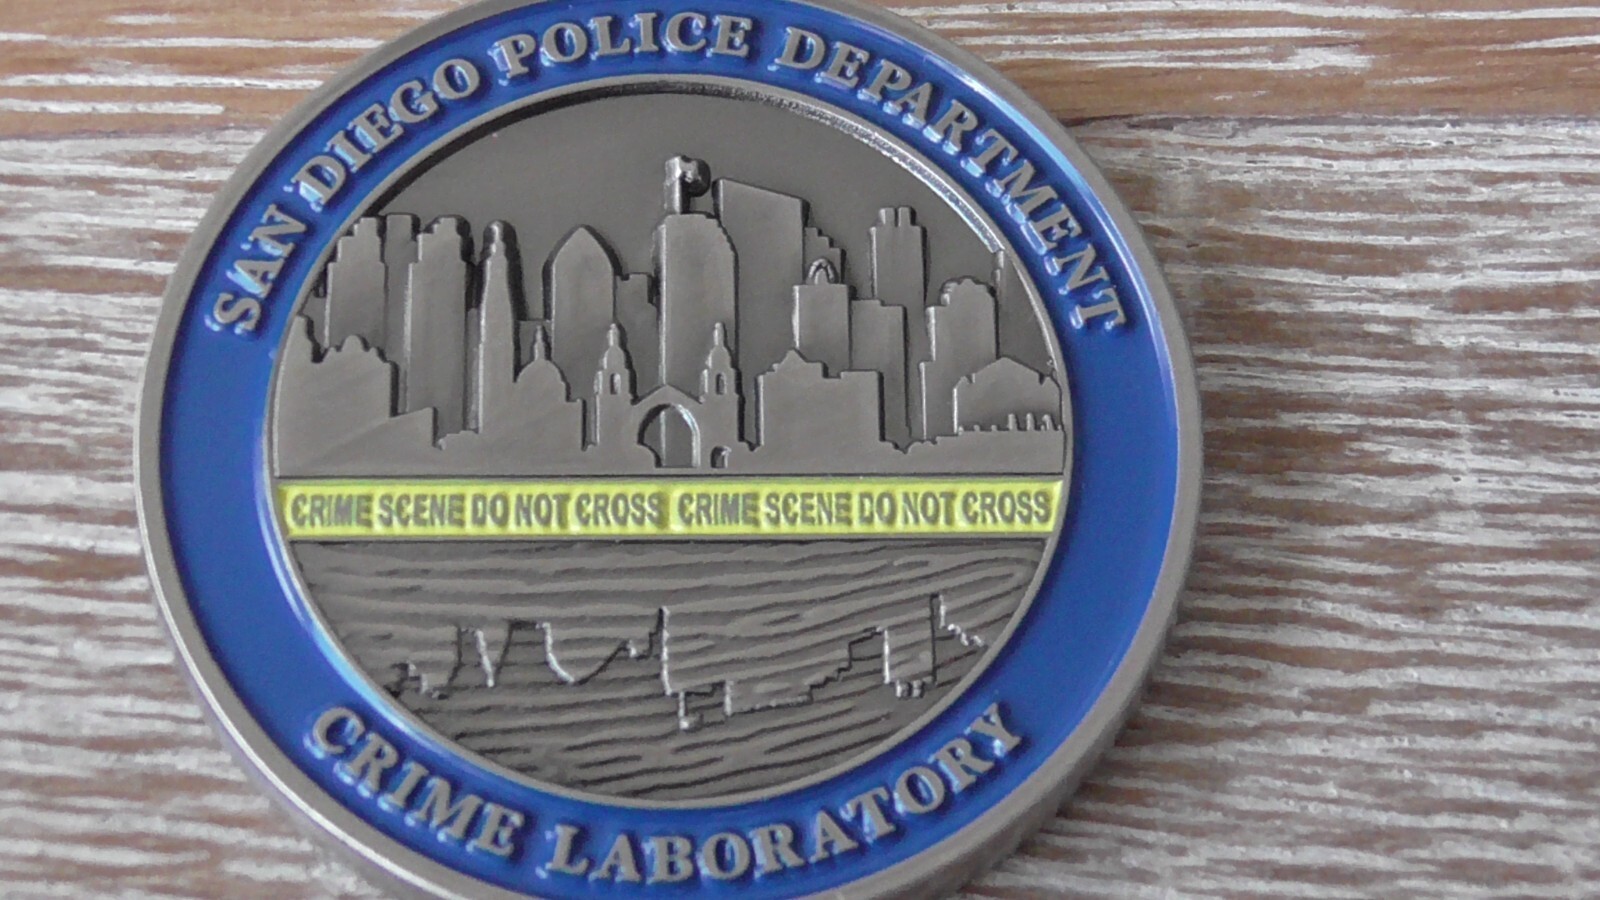 SAN DIEGO POLICE DEPARTMENT
CRIME SCENE DO NOT CROSS CRIME SCENE DO NOT CROSS
CRIME LABORATORY